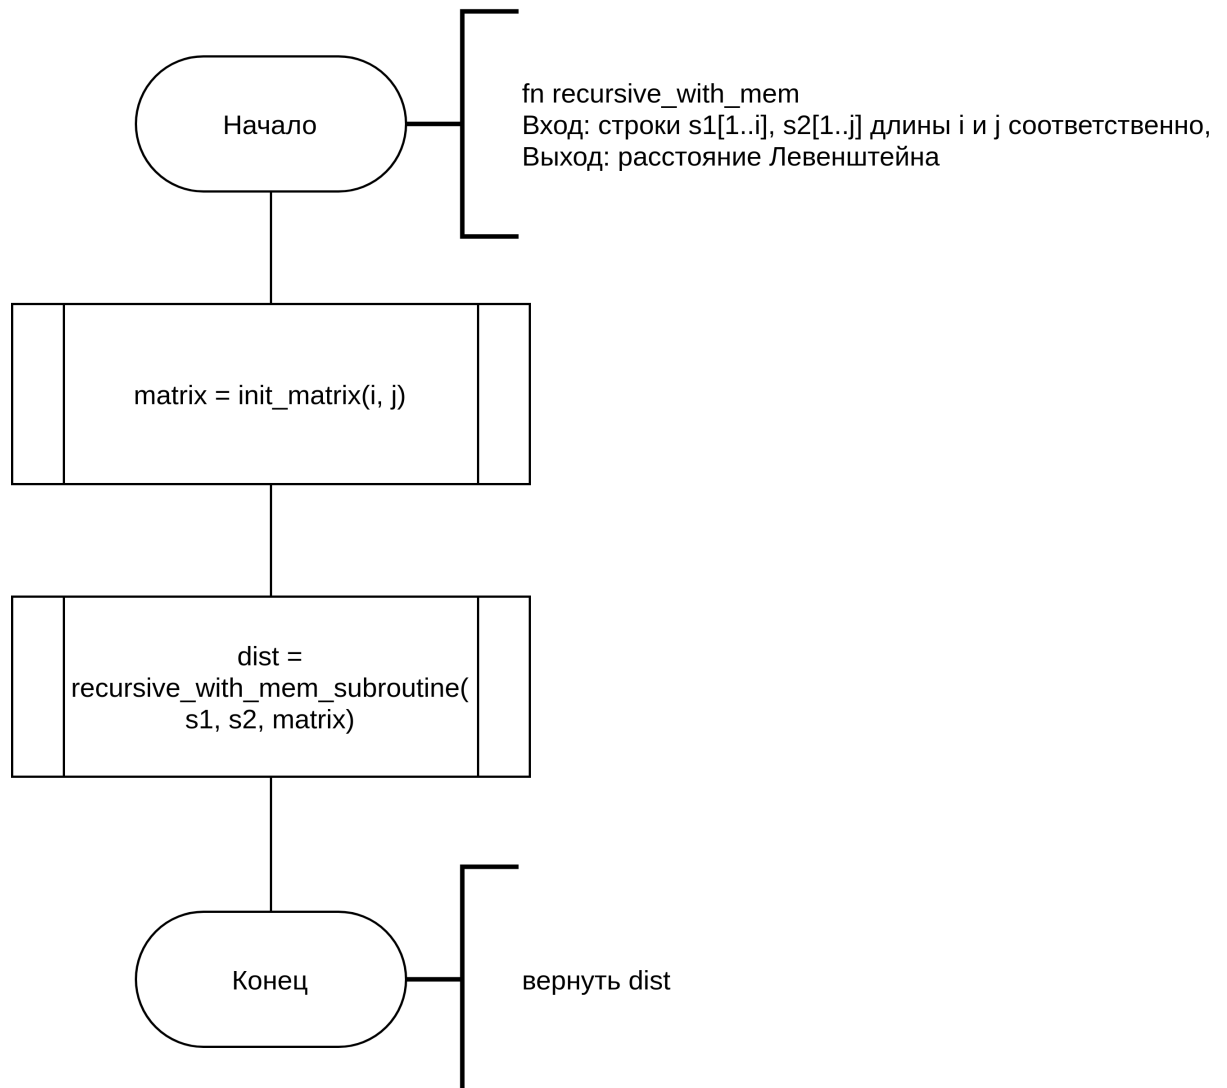 Начало
fn recursive_with_mem
Вход: строки s1[1..i], s2[1..j] длины i и j соответственно,
Выход: расстояние Левенштейна
matrix = init_matrix(i, j)
dist =
recursive_with_mem_subroutine(
s1, s2, matrix)
Конец
вернуть dist